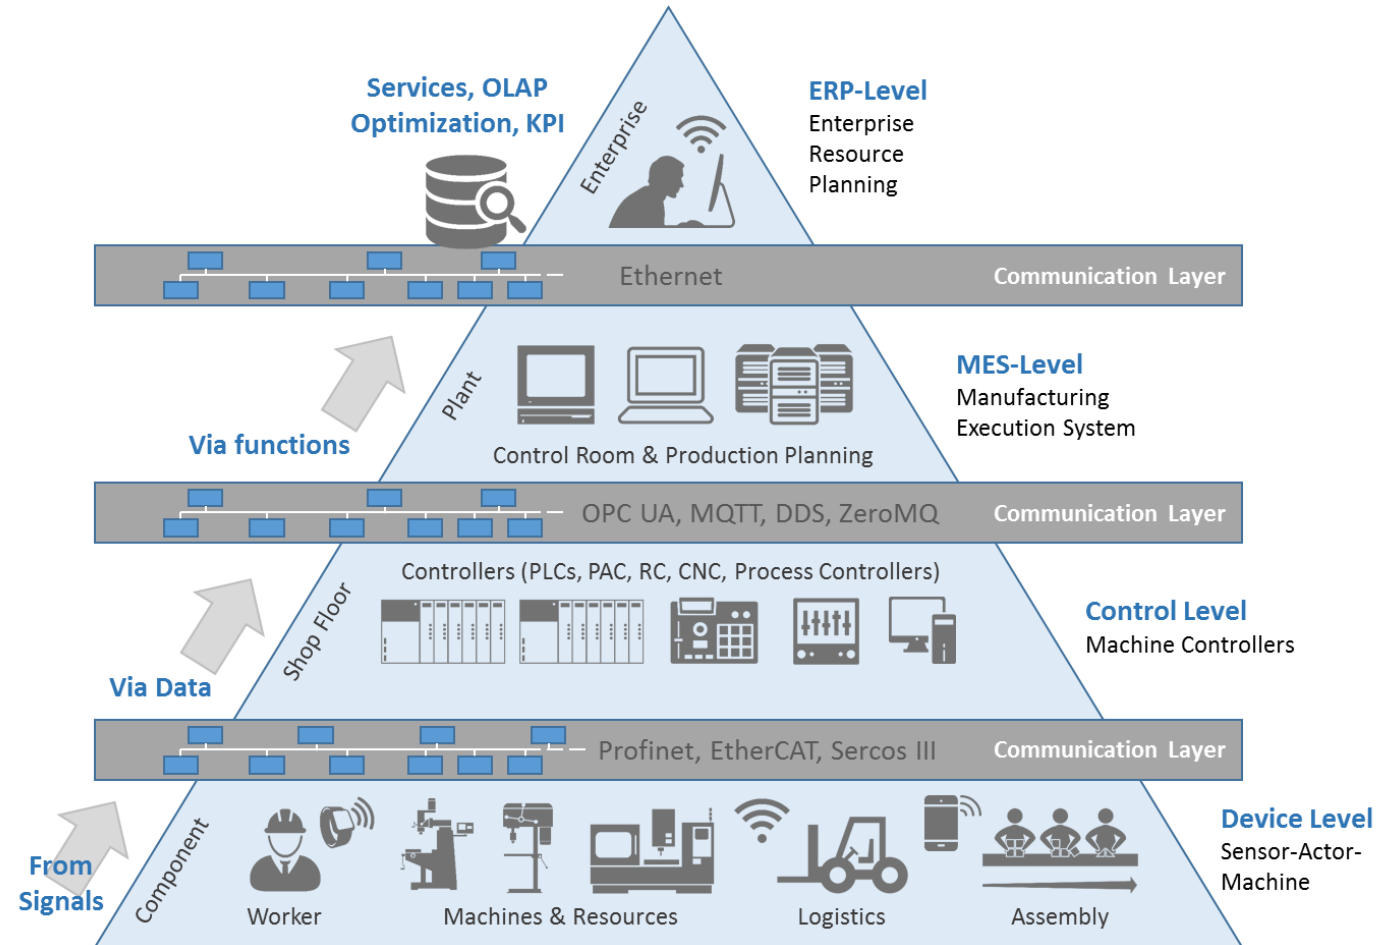 Services, OLAP
Optimization, KPI
Enterprise
ERP-Level
Enterprise
Resource
Planning
Ethernet
Communication Layer
Via functions
Plant
Control Room & Production Planning
MES-Level
Manufacturing
Execution System
OPC UA, MQTT, DDS, ZeroMQ
Communication Layer
Via Data
Shop Floor
Controllers (PLCs, PAC, RC, CNC, Process Controllers)
Control Level
Machine Controllers
Profinet, EtherCAT, Sercos III
Communication Layer
From
Signals
Component
Worker
Machines & Resources
Logistics
Assembly
Device Level
Sensor-Actor-
Machine